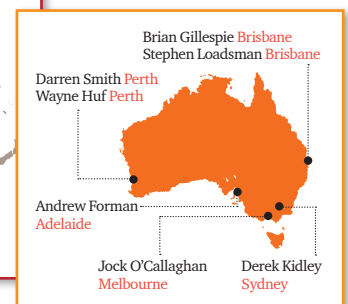 Brian Gillespie Brisbane
Stephen Loadsman Brisbane
Darren Smith Perth
Wayne Huf Perth
Andrew Forman
Adelaide
Jock O’Callaghan
Melbourne
Derek Kidley
Sydney